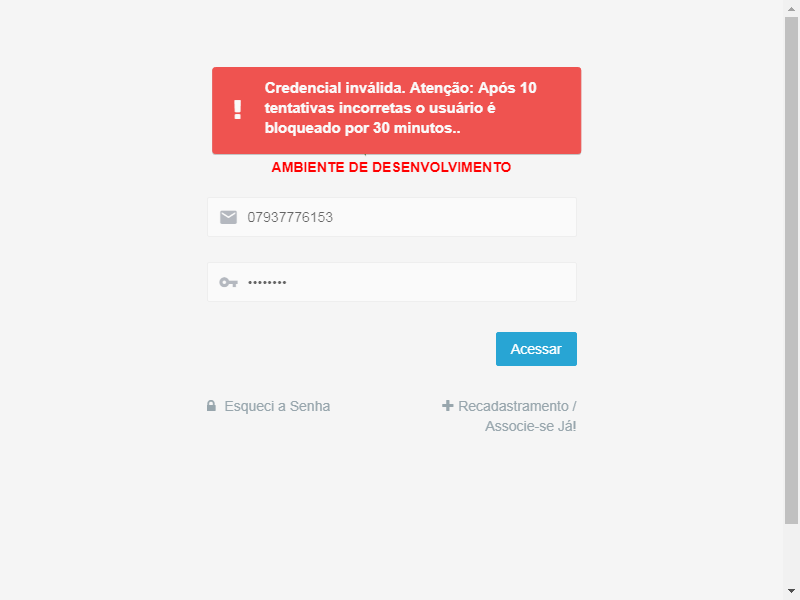 Credencial inválida. Atenção: Após 10
tentativas incorretas o usuário é
bloqueado por 30 minutos..
AMBIENTE DE DESENVOLVIMENTO
07937776153
••••••••
Acessar
Esqueci a Senha
Recadastramento /
Associe-se Já!